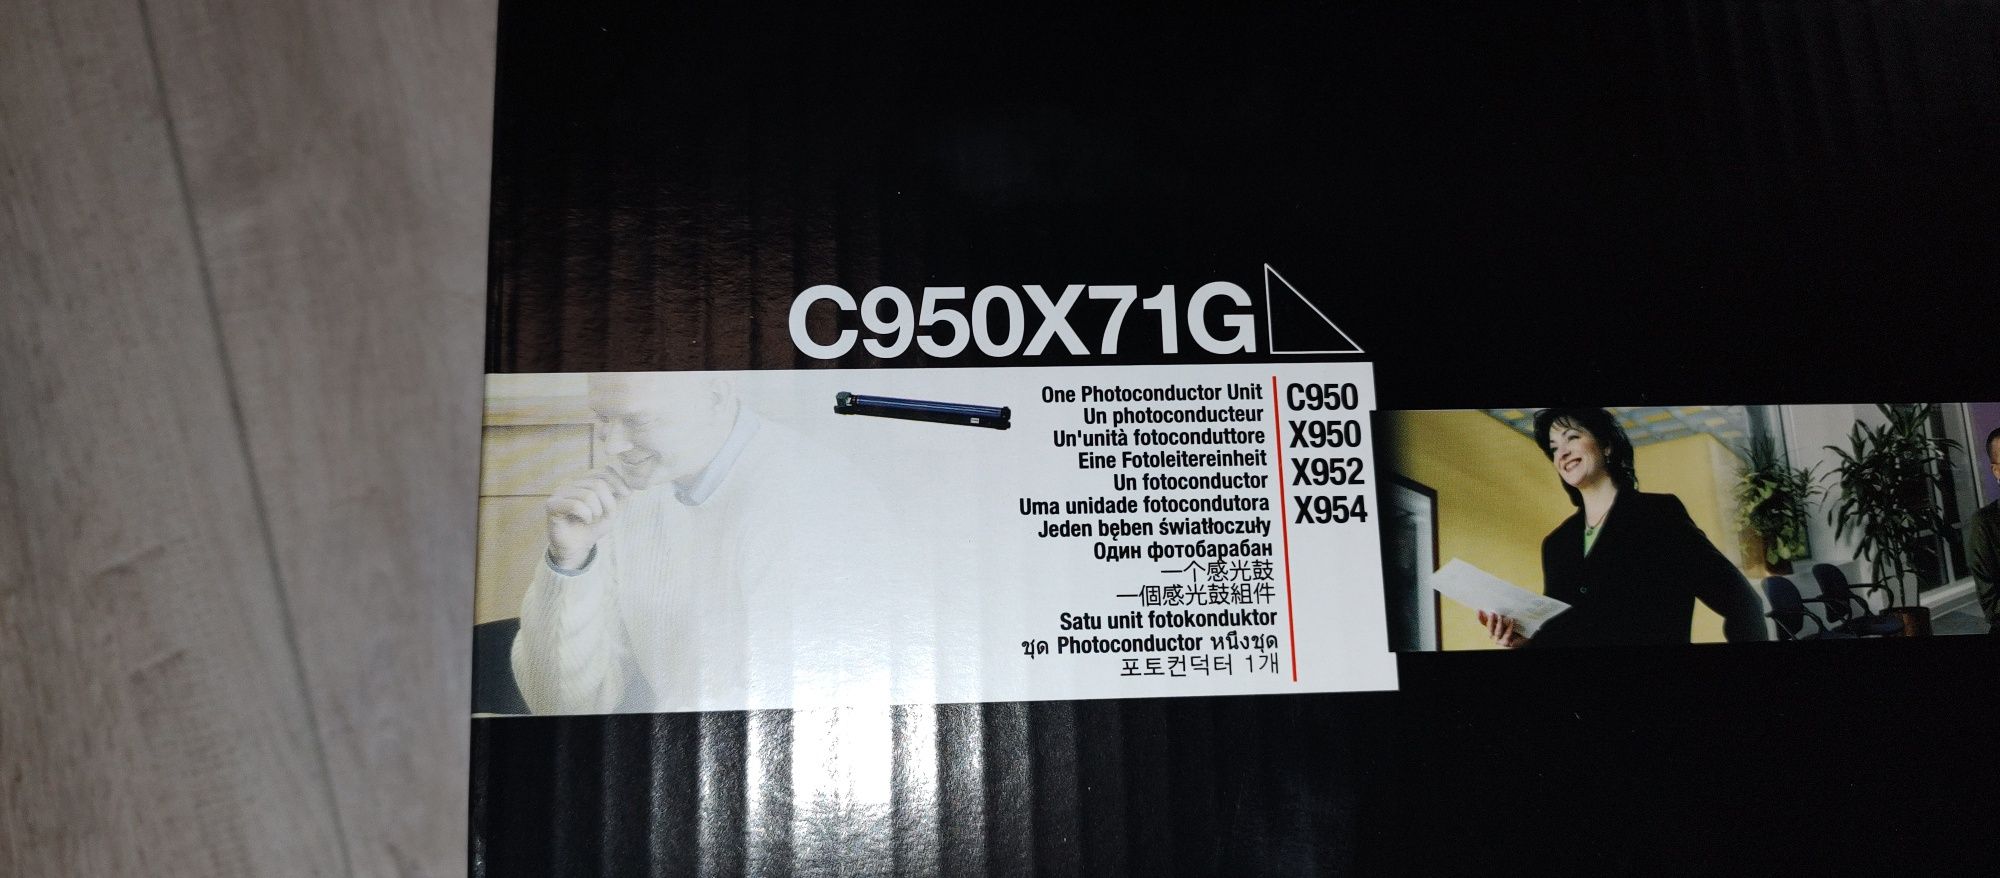 C950X71G
One Photoconductor Unit
Un photoconducteur
Un'unità fotoconduttore
Eine Fotoleitereinheit
Un fotoconductor
Uma unidade fotocondutora
Jeden bęben światłoczuły
Один фотобарабан
一个感光鼓
一個感光鼓組件
Satu unit fotokonduktor
ชุด Photoconductor หนึ่งชุด
포토컨덕터 1개
C950
X950
X952
X954